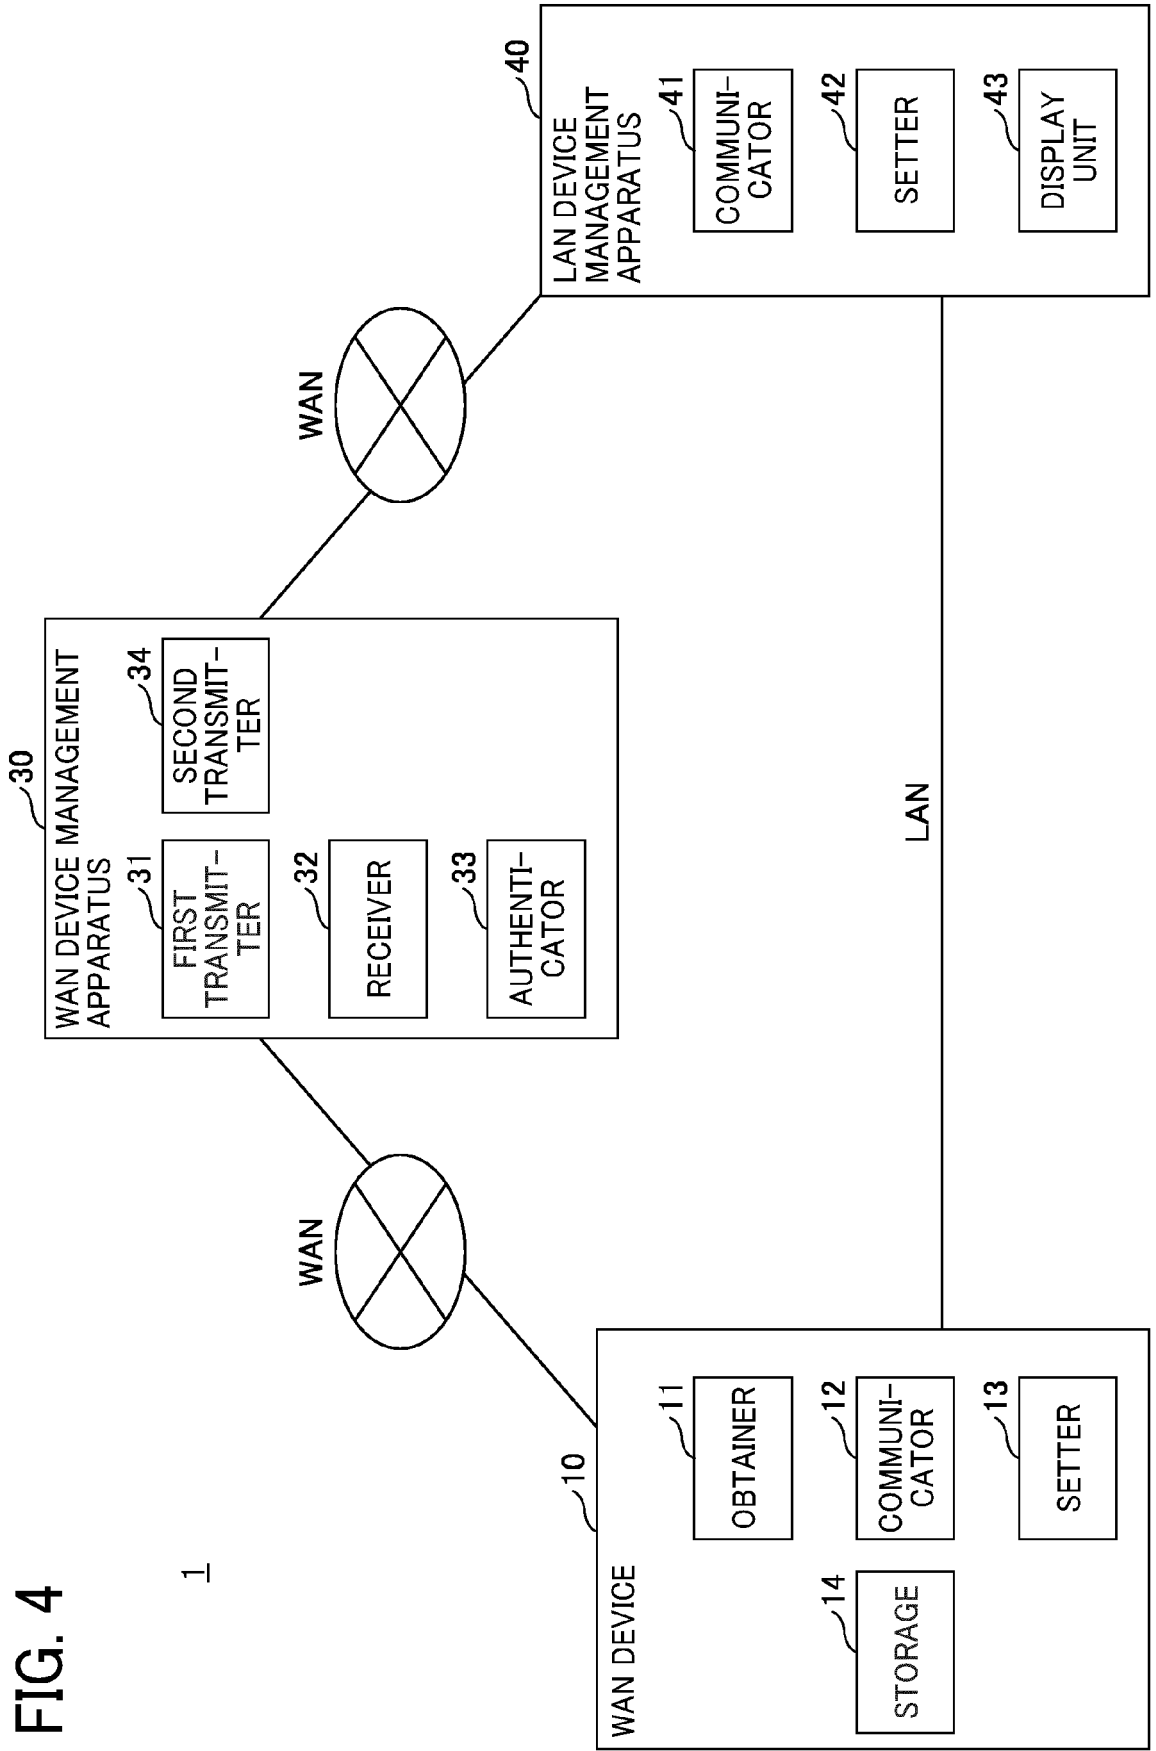 FIG. 4
1
30
WAN DEVICE MANAGEMENT
APPARATUS
31
FIRST
TRANSMIT-
TER
34
SECOND
TRANSMIT-
TER
32
RECEIVER
33
AUTHENTI-
CATOR
WAN
WAN
10
WAN DEVICE
11
OBTAINER
14
STORAGE
12
COMMUNI-
CATOR
13
SETTER
LAN
40
LAN DEVICE
MANAGEMENT
APPARATUS
41
COMMUNI-
CATOR
42
SETTER
43
DISPLAY
UNIT